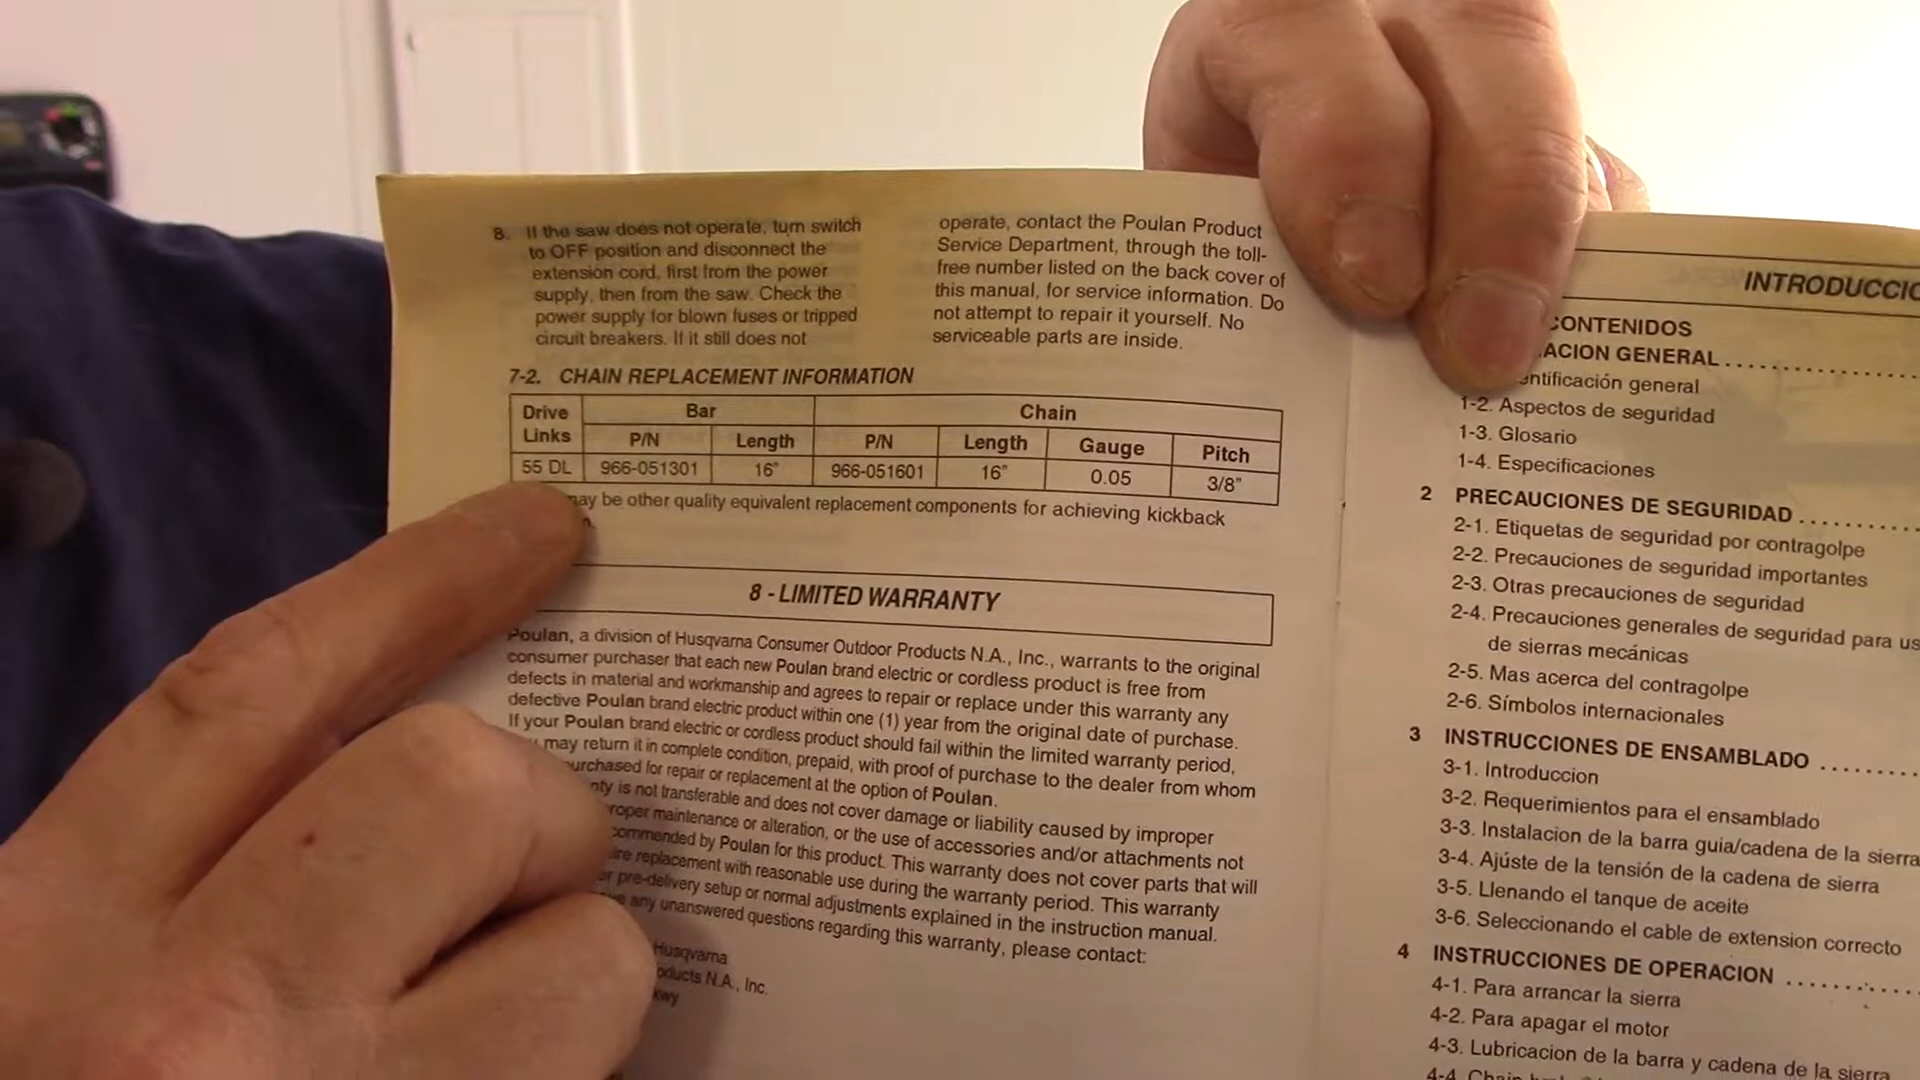 8. If the saw does not operate, turn switch
to OFF position and disconnect the
extension cord, first from the power
supply, then from the saw. Check the
power supply for blown fuses or tripped
circuit breakers. If it still does not
operate, contact the Poulan Product
Service Department, through the toll-
free number listed on the back cover of
this manual, for service information. Do
not attempt to repair it yourself. No
serviceable parts are inside.
7-2. CHAIN REPLACEMENT INFORMATION
Drive Links Bar Chain
P/N Length P/N Length Gauge Pitch
55 DL 966-051301 16" 966-051601 16" 0.05 3/8"
may be other quality equivalent replacement components for achieving kickback
8 - LIMITED WARRANTY
Poulan, a division of Husqvarna Consumer Outdoor Products N.A., Inc., warrants to the original
consumer purchaser that each new Poulan brand electric or cordless product is free from
defects in material and workmanship and agrees to repair or replace under this warranty any
defective Poulan brand electric product within one (1) year from the original date of purchase.
If your Poulan brand electric or cordless product should fail within the limited warranty period,
may return it in complete condition, prepaid, with proof of purchase to the dealer from whom
urchased for repair or replacement at the option of Poulan.
nty is not transferable and does not cover damage or liability caused by improper
roper maintenance or alteration, or the use of accessories and/or attachments not
commended by Poulan for this product. This warranty does not cover parts that will
ire replacement with reasonable use during the warranty period. This warranty
er pre-delivery setup or normal adjustments explained in the instruction manual.
any unanswered questions regarding this warranty, please contact:
Husqvarna
oducts N.A., Inc.
kwy
INTRODUCCIO
CONTENIDOS
ACION GENERAL
entificación general
1-2. Aspectos de seguridad
1-3. Glosario
1-4. Especificaciones
2 PRECAUCIONES DE SEGURIDAD
2-1. Etiquetas de seguridad por contragolpe
2-2. Precauciones de seguridad importantes
2-3. Otras precauciones de seguridad
2-4. Precauciones generales de seguridad para us
de sierras mecánicas
2-5. Mas acerca del contragolpe
2-6. Símbolos internacionales
3 INSTRUCCIONES DE ENSAMBLADO
3-1. Introduccion
3-2. Requerimientos para el ensamblado
3-3. Instalacion de la barra guia/cadena de la sierra
3-4. Ajúste de la tensión de la cadena de sierra
3-5. Llenando el tanque de aceite
3-6. Seleccionando el cable de extension correcto
4 INSTRUCCIONES DE OPERACION
4-1. Para arrancar la sierra
4-2. Para apagar el motor
4-3. Lubricacion de la barra y cadena de la sierra
4-4. Chain